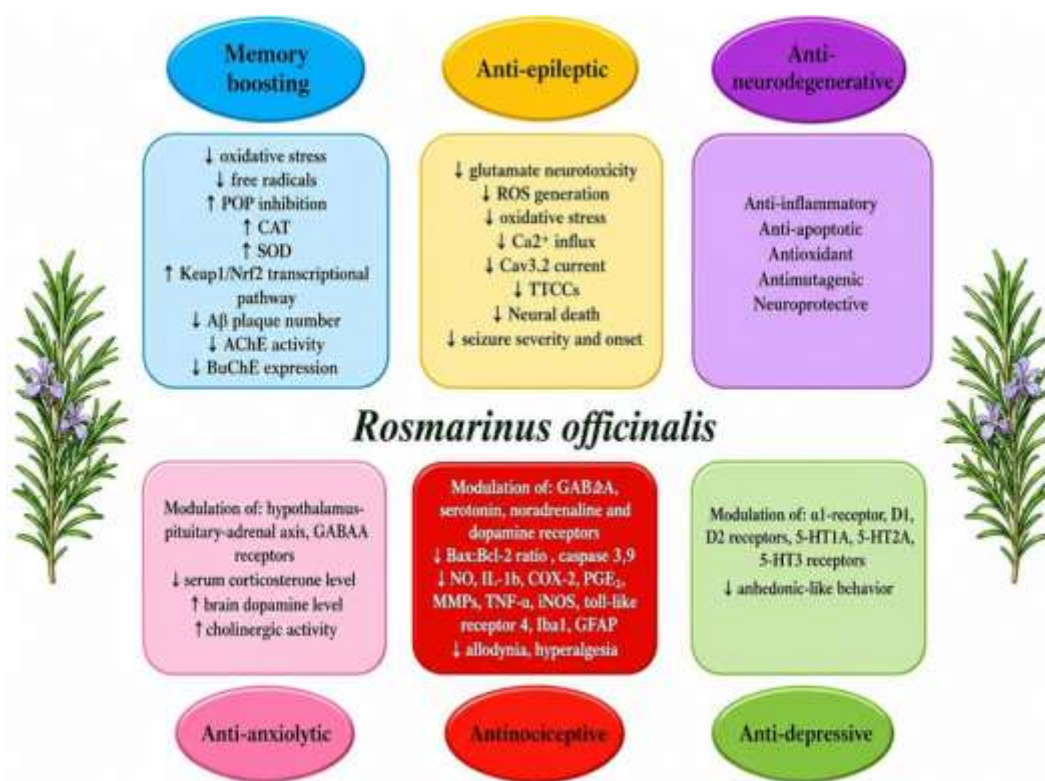 Memory
boosting
Anti-epileptic
Anti-
neurodegenerative
↓ oxidative stress
↓ free radicals
↑ POP inhibition
↑ CAT
↑ SOD
↑ Keap1/Nrf2 transcriptional
pathway
↓ Aβ plaque number
↓ AChE activity
↓ BuChE expression
↓ glutamate neurotoxicity
↓ ROS generation
↓ oxidative stress
↓ Ca²⁺ influx
↓ Cav3.2 current
↓ TTCCs
↓ Neural death
↓ seizure severity and onset
Anti-inflammatory
Anti-apoptotic
Antioxidant
Antimutagenic
Neuroprotective
Rosmarinus officinalis
Modulation of: hypothalamus-
pituitary-adrenal axis, GABAA
receptors
↓ serum corticosterone level
↑ brain dopamine level
↑ cholinergic activity
Modulation of:
serotonin, noradrenaline and
dopamine receptors
↓ Bax:Bcl-2 ratio , caspase 3,9
↓ NO, IL-1b, COX-2, PGE₂,
MMPs, TNF-α, iNOS, toll-like
receptor 4, Iba1, GFAP
↓ allodynia, hyperalgesia
Modulation of: α1-receptor, D1,
D2 receptors, 5-HT1A, 5-HT2A,
5-HT3 receptors
↓ anhedonic-like behavior
Anti-anxiolytic
Antinociceptive
Anti-depressive